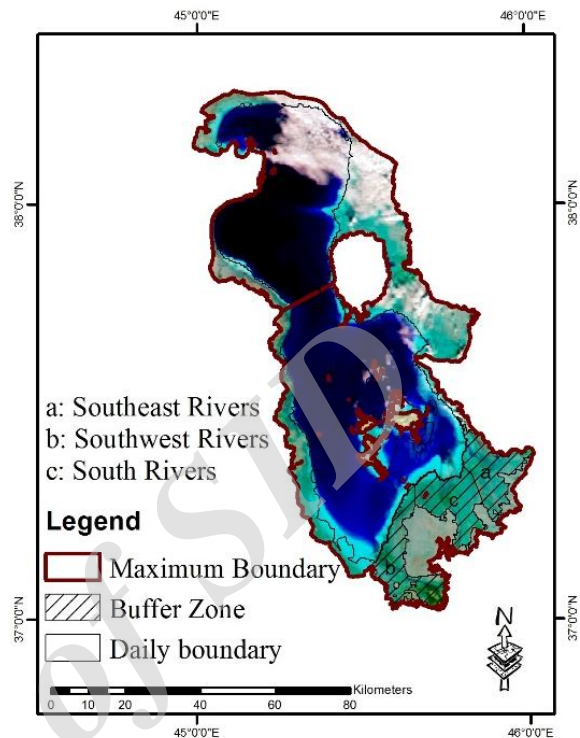 45°0'0"E 46°0'0"E
38°0'0"N 38°0'0"N
a: Southeast Rivers
b: Southwest Rivers
c: South Rivers
a
c
b
Legend
Maximum Boundary
Buffer Zone
Daily boundary
N
37°0'0"N 37°0'0"N
Kilometers
0 10 20 40 60 80
45°0'0"E 46°0'0"E
of SID